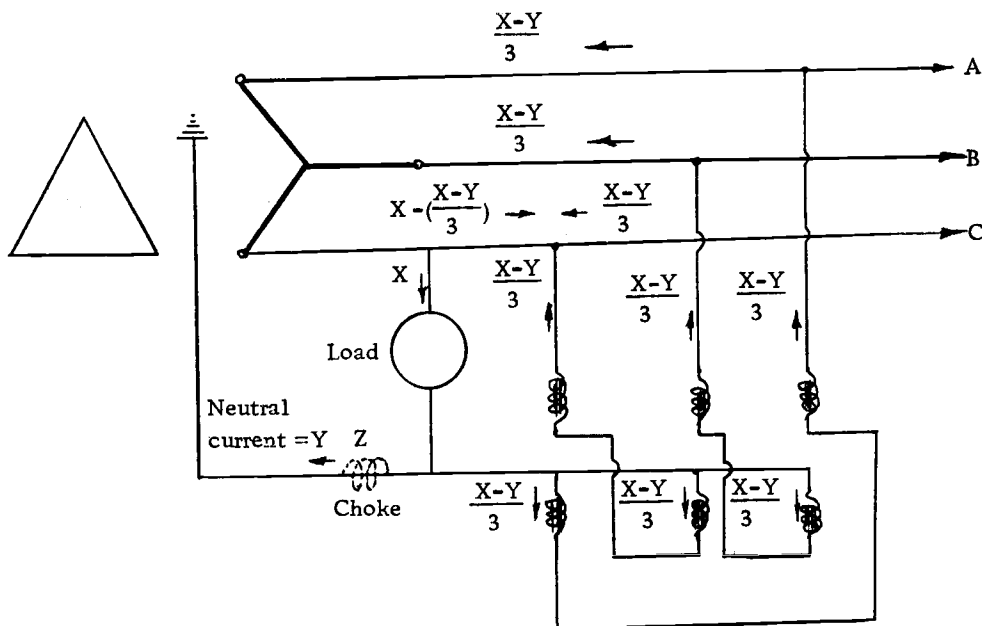 X-Y
3
A
X-Y
3
B
X - (X-Y
3)
X-Y
3
C
X
X-Y
3
X-Y
3
X-Y
3
Load
Neutral
current = Y
Z
Choke
X-Y
3
X-Y
3
X-Y
3